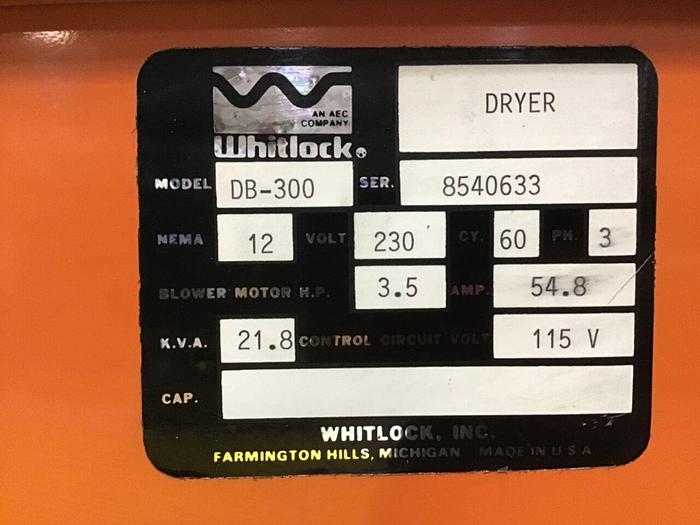 AN AEC
COMPANY
Whitlock®
DRYER
MODEL DB-300 SER. 8540633
NEMA 12 VOLT 230 CY. 60 PH. 3
BLOWER MOTOR H.P. 3.5 AMP. 54.8
K.V.A. 21.8 CONTROL CIRCUIT VOLT 115 V
CAP.
WHITLOCK, INC.
FARMINGTON HILLS, MICHIGAN MADE IN U S A